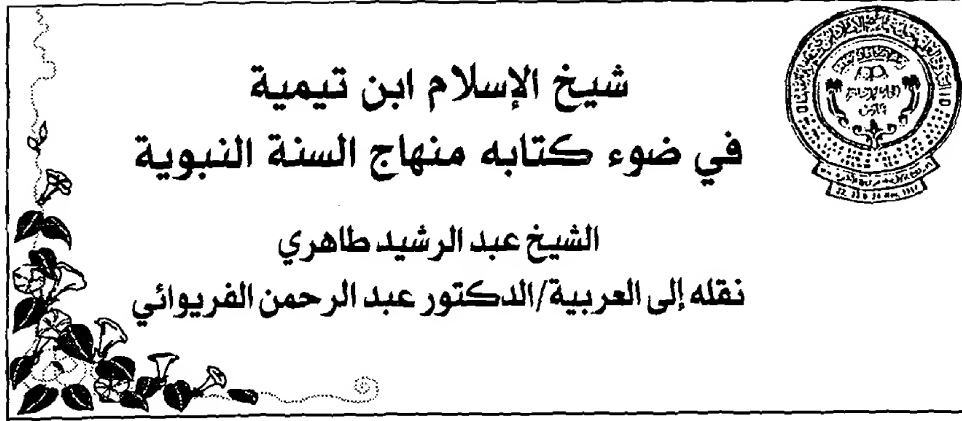 شيخ الإسلام ابن تيمية
في ضوء كتابه منهاج السنة النبوية
الشيخ عبد الرشيد طاهري
نقله إلى العربية/الدكتور عبد الرحمن الفريوائي